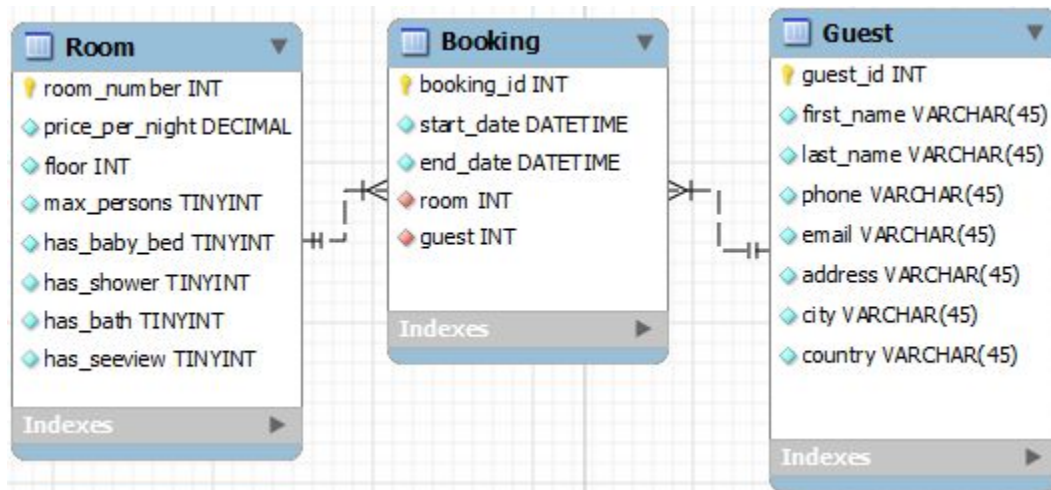 Room
room_number INT
price_per_night DECIMAL
floor INT
max_persons TINYINT
has_baby_bed TINYINT
has_shower TINYINT
has_bath TINYINT
has_seeview TINYINT
Indexes
Booking
booking_id INT
start_date DATETIME
end_date DATETIME
room INT
guest INT
Indexes
Guest
guest_id INT
first_name VARCHAR(45)
last_name VARCHAR(45)
phone VARCHAR(45)
email VARCHAR(45)
address VARCHAR(45)
city VARCHAR(45)
country VARCHAR(45)
Indexes